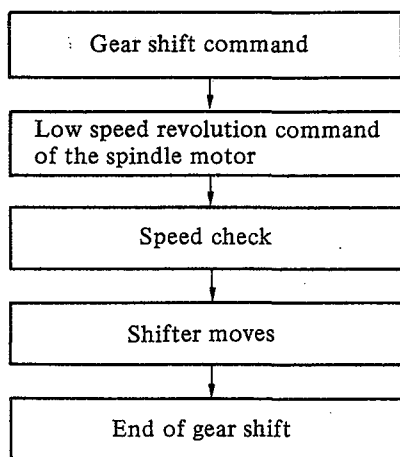 Gear shift command
Low speed revolution command
of the spindle motor
Speed check
Shifter moves
End of gear shift